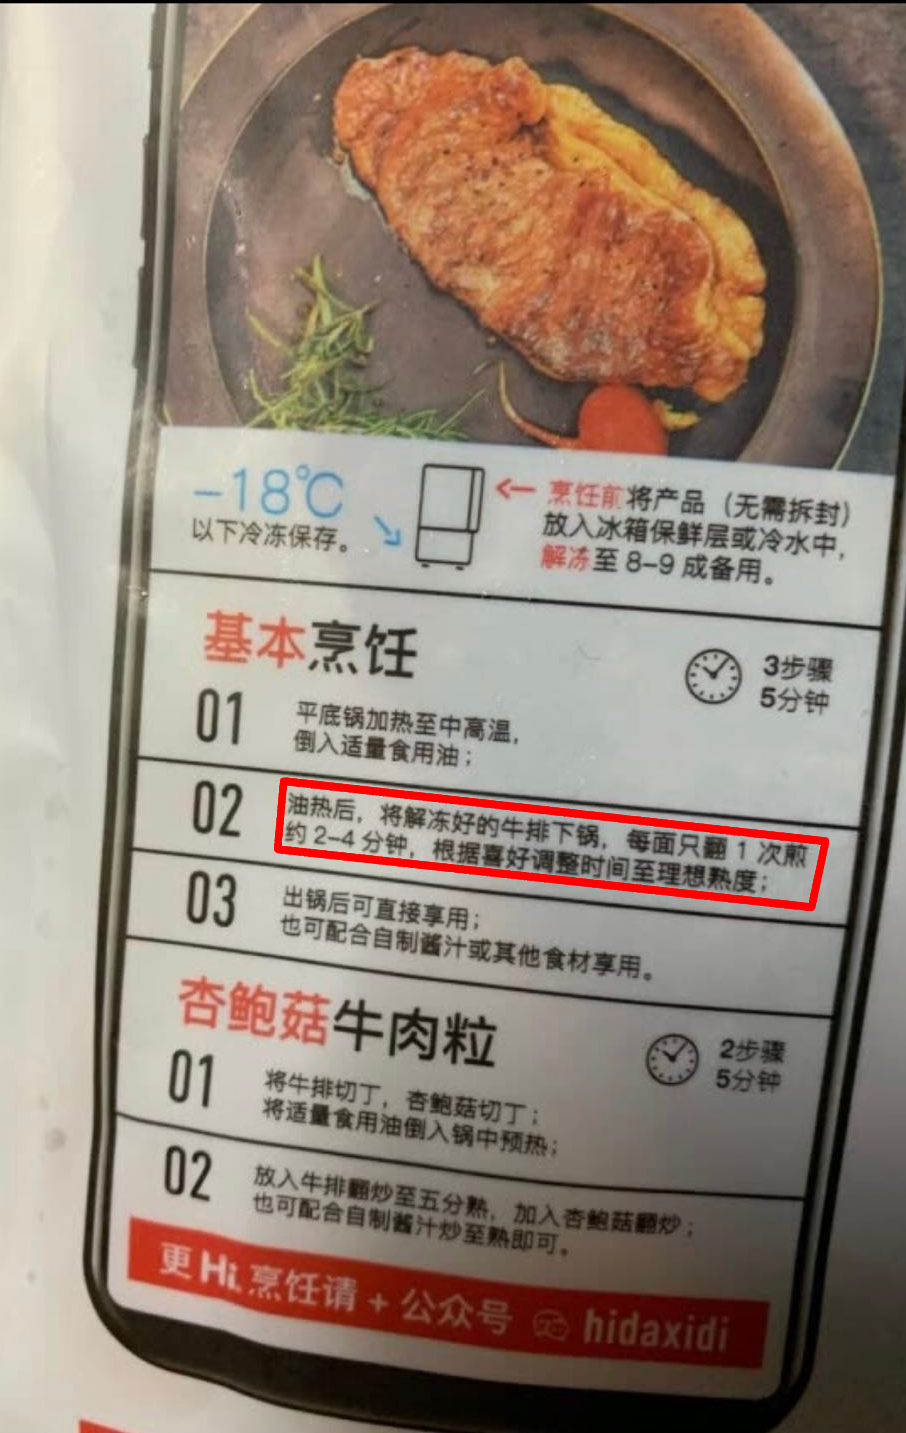 -18℃
以下冷冻保存。
烹饪前将产品（无需拆封）
放入冰箱保鲜层或冷水中，
解冻至 8-9 成备用。
基本烹饪
3步骤
5分钟
01
平底锅加热至中高温，
倒入适量食用油；
02
油热后，将解冻好的牛排下锅，每面只翻 1 次煎
约 2-4 分钟，根据喜好调整时间至理想熟度；
03
出锅后可直接享用；
也可配合自制酱汁或其他食材享用。
杏鲍菇牛肉粒
2步骤
5分钟
01
将牛排切丁，杏鲍菇切丁；
将适量食用油倒入锅中预热；
02
放入牛排翻炒至五分熟，加入杏鲍菇翻炒；
也可配合自制酱汁炒至熟即可。
更Hi.烹饪请 + 公众号 hidaxidi